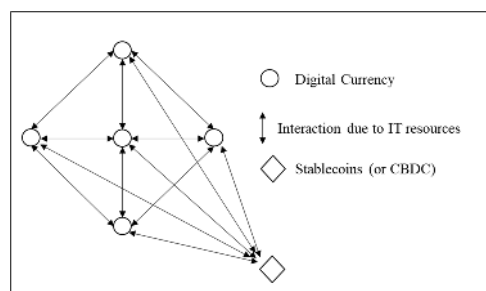 Digital Currency
Interaction due to IT resources
Stablecoins (or CBDC)